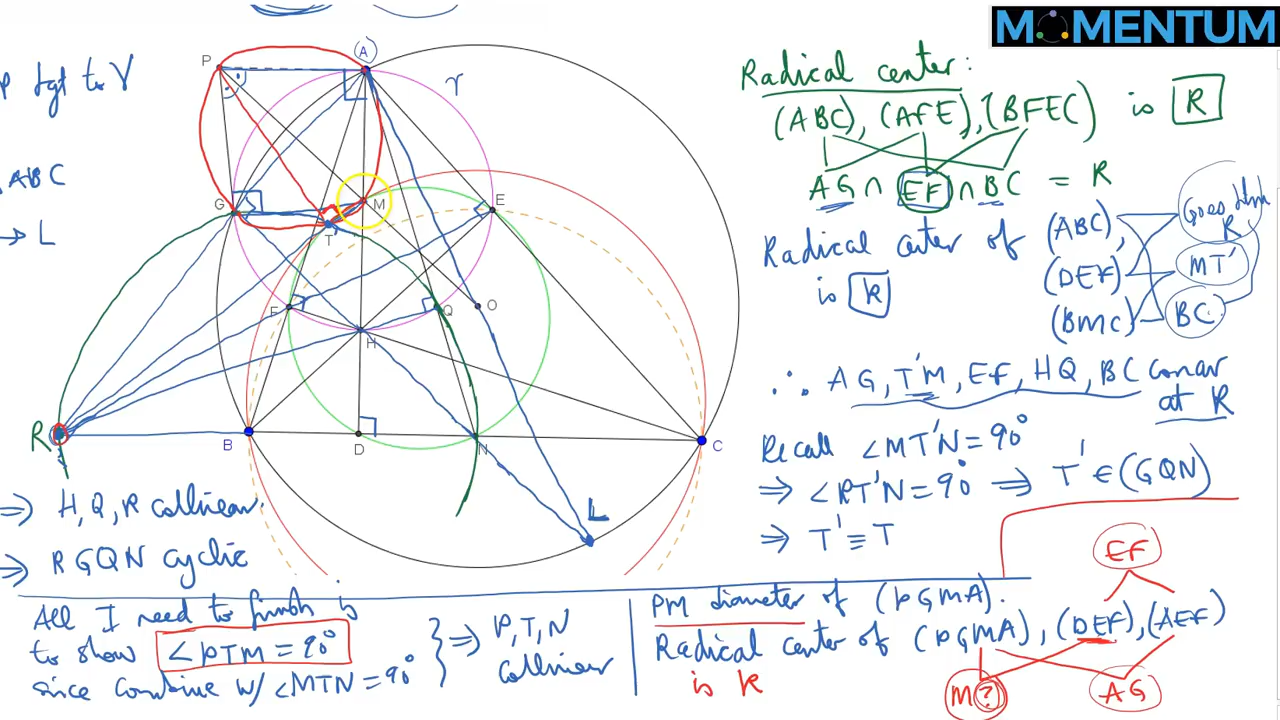 MOMENTUM
P tgt to γ
ABC
→ L
⇒ H, Q, R collinear.
⇒ RGQN cyclic
All I need to finish is
to show ∠PTM = 90°
since combine w/ ∠MTN = 90°
} ⇒ P, T, N
collinear
Radical center:
(ABC), (AFE), (BFEC) is R
AG ∩ EF ∩ BC = R
Radical center of (ABC),
(DEF)
(BMC)
is R
Goes thru
R
MT'
BC
∴ AG, T'M, EF, HQ, BC concur
at R
Recall ∠MT'N = 90°
⇒ ∠RT'N = 90° ⇒ T' ∈ (GQN)
⇒ T' ≡ T
PM diameter of (PGMA).
Radical center of (PGMA), (DEF), (AEF)
is R
EF
M?
AG
P
A
γ
G
M
E
T
F
Q
O
H
R
B
D
N
C
L